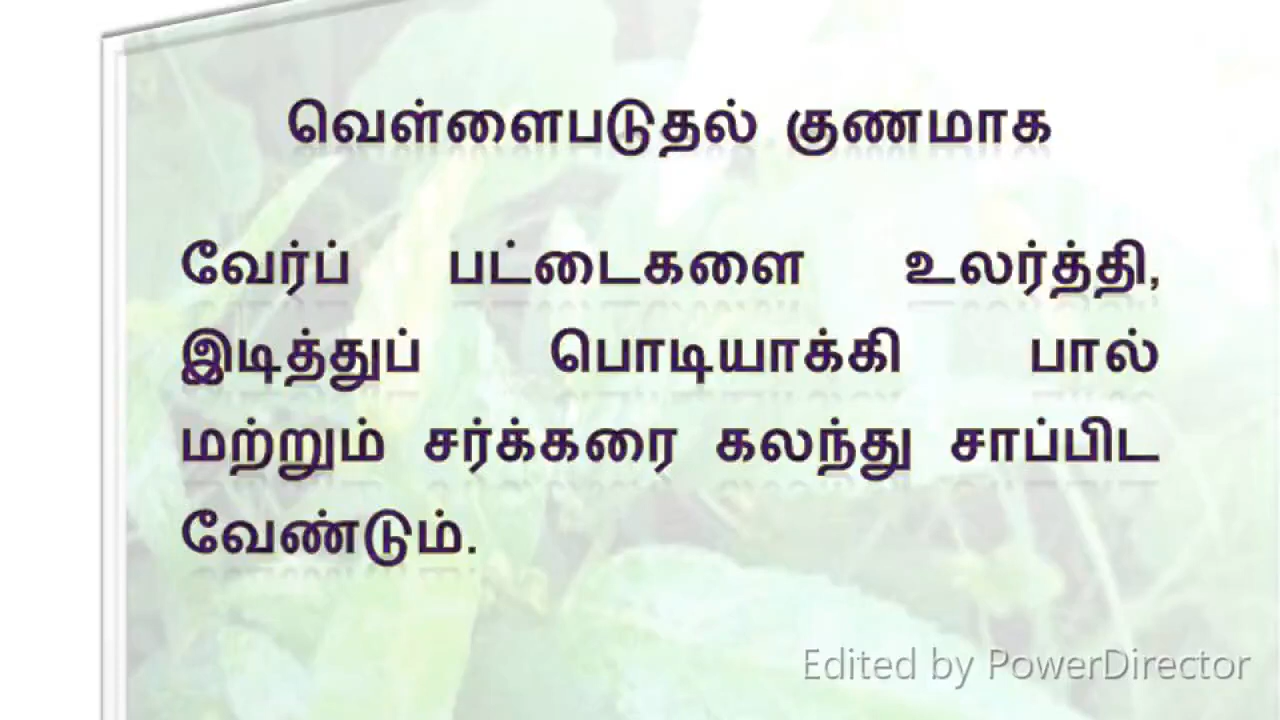 வெள்ளைபடுதல் குணமாக
வேர்ப் பட்டைகளை உலர்த்தி,
இடித்துப் பொடியாக்கி பால்
மற்றும் சர்க்கரை கலந்து சாப்பிட
வேண்டும்.
Edited by PowerDirector